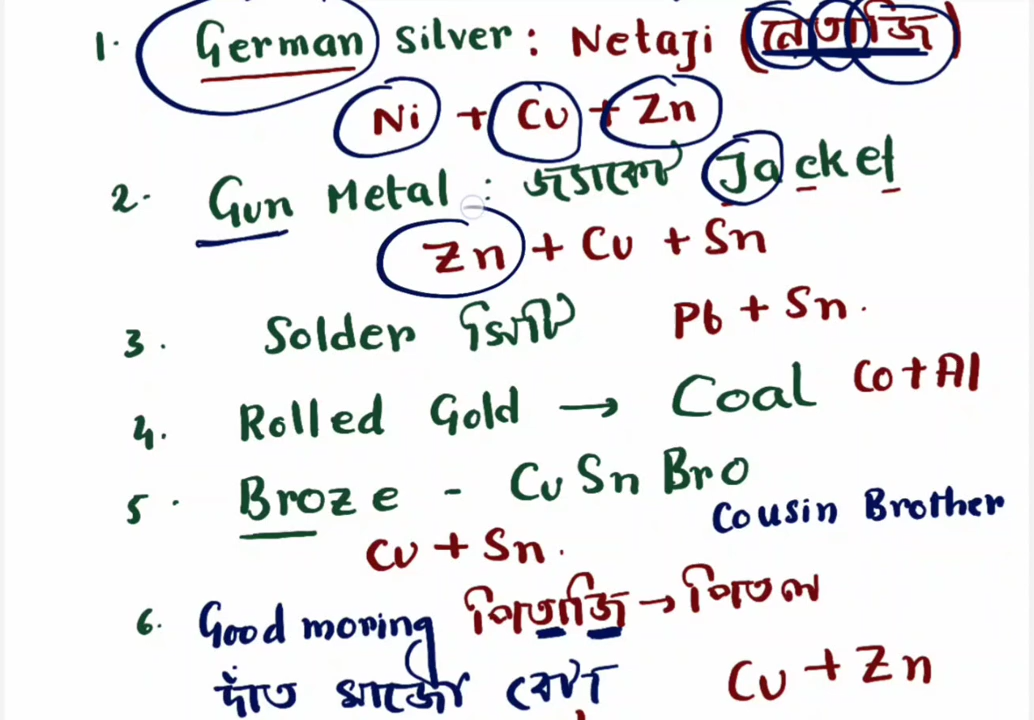 1. German silver : Netaji (নেতাজি)
Ni + Cu + Zn
2. Gun Metal : Jacket
Zn + Cu + Sn
3. Solder Pb + Sn.
4. Rolled Gold → Coal Co + Al
5. Broze - Cu Sn Bro
Cousin Brother
Cu + Sn.
6. Good moring পিতাজি → পিতল
দাঁত Cu + Zn